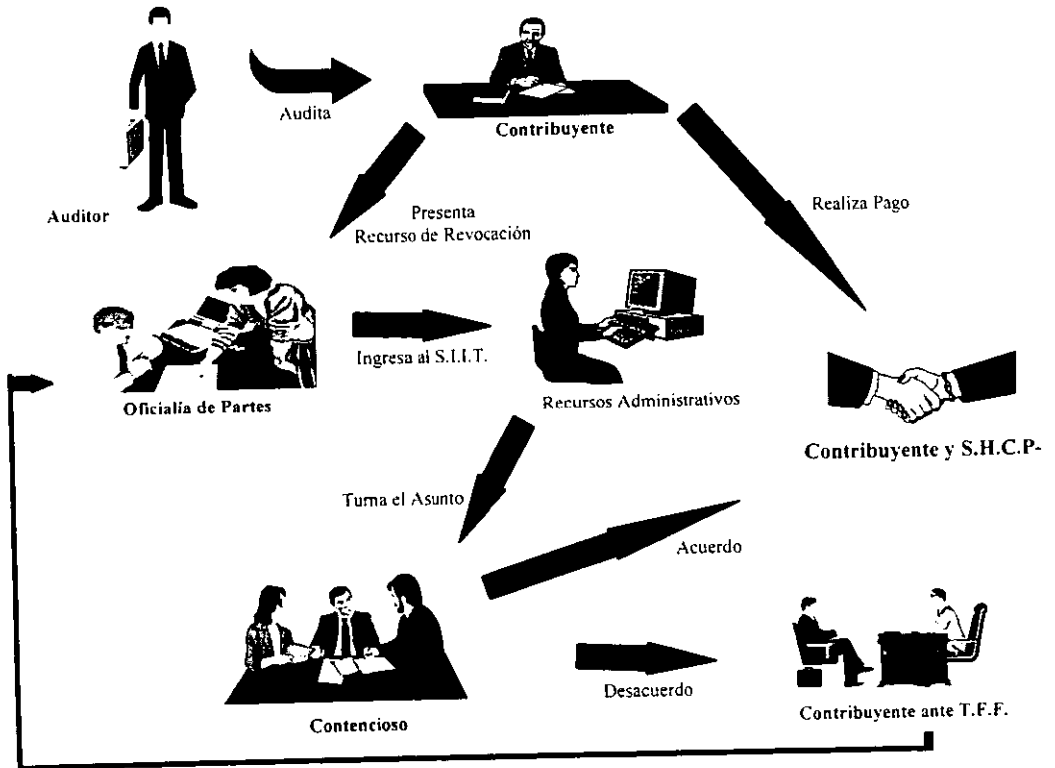 Audita
Contribuyente
Auditor
Presenta
Recurso de Revocación
Realiza Pago
Ingresa al S.I.I.T.
Oficialía de Partes
Recursos Administrativos
Contribuyente y S.H.C.P-
Turna el Asunto
Acuerdo
Desacuerdo
Contencioso
Contribuyente ante T.F.F.